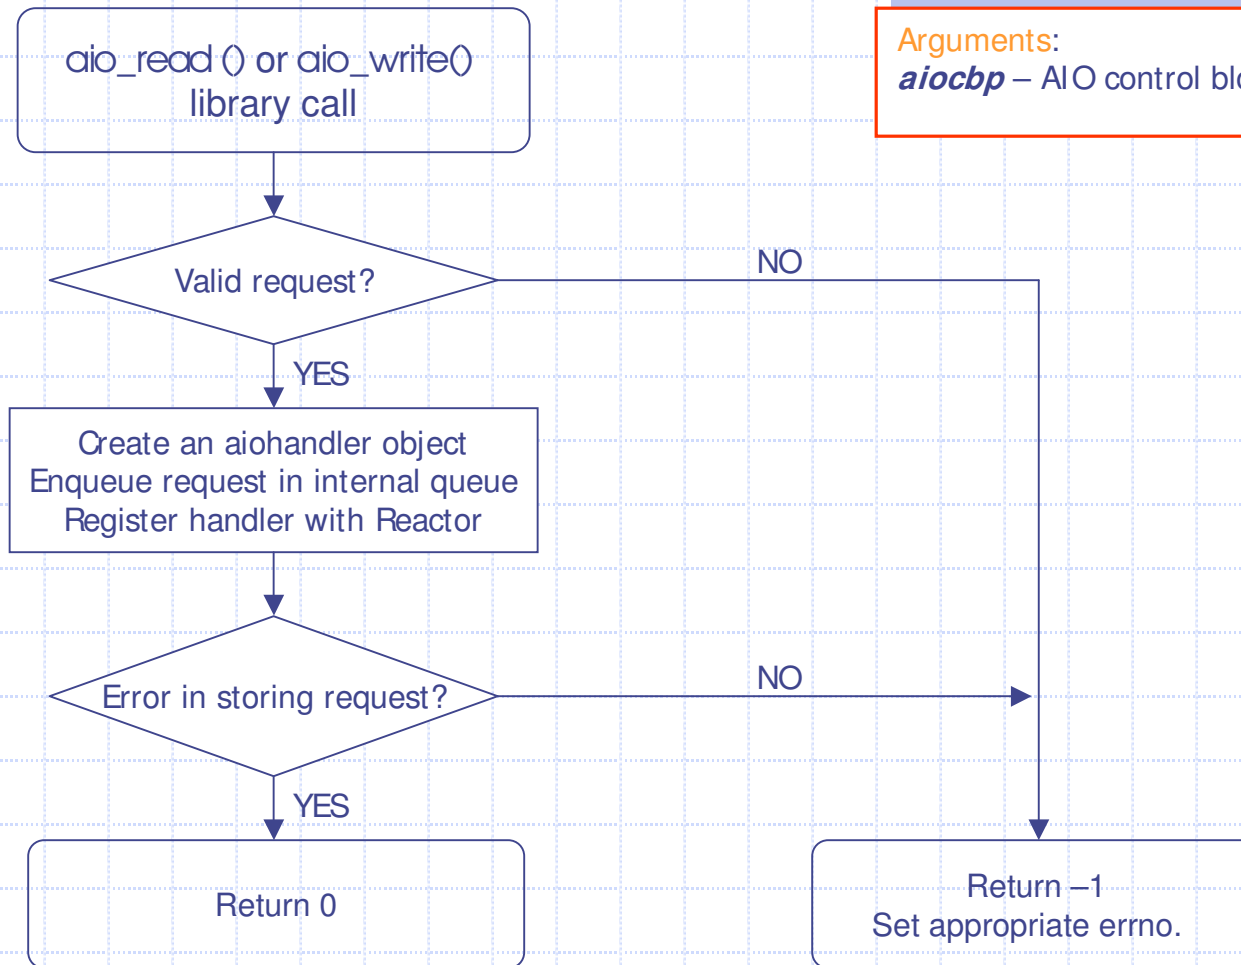 aio_read () or aio_write()
library call
Arguments:
aiocbp – AIO control
Valid request?
NO
YES
Create an aiohandler object
Enqueue request in internal queue
Register handler with Reactor
Error in storing request?
NO
YES
Return 0
Return –1
Set appropriate errno.